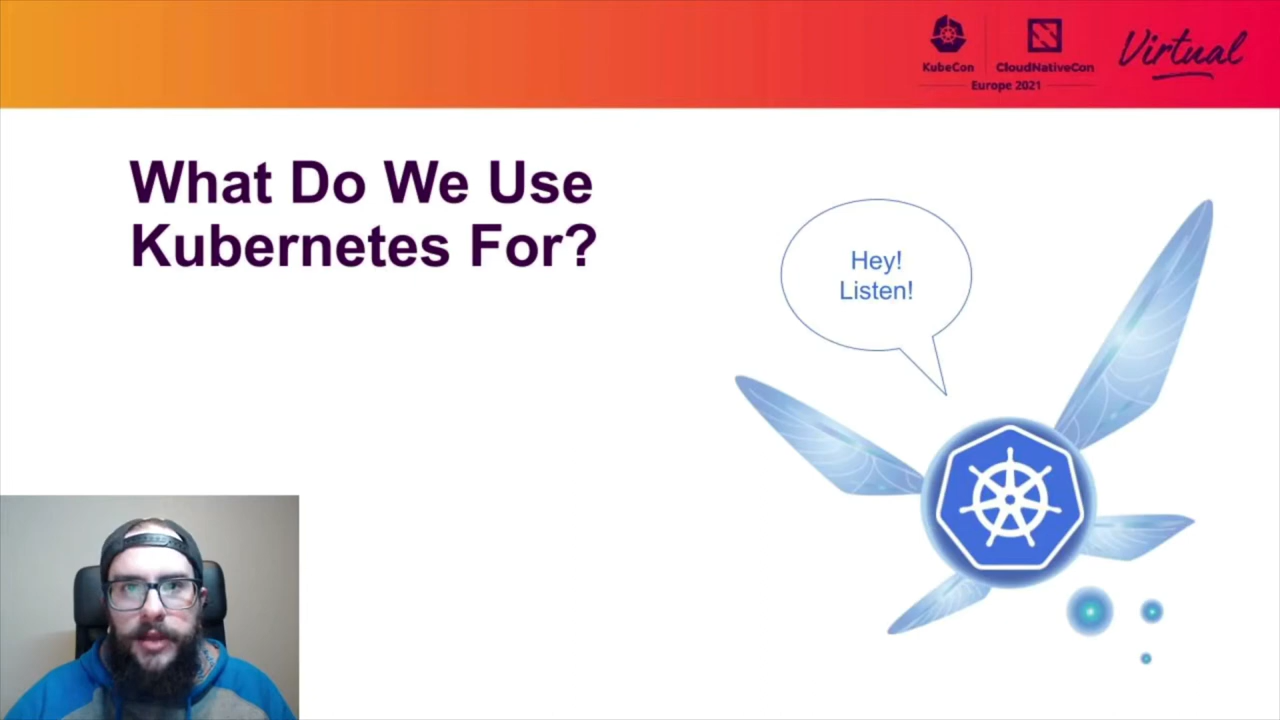 KubeCon
CloudNativeCon
Europe 2021
Virtual
What Do We Use
Kubernetes For?
Hey!
Listen!